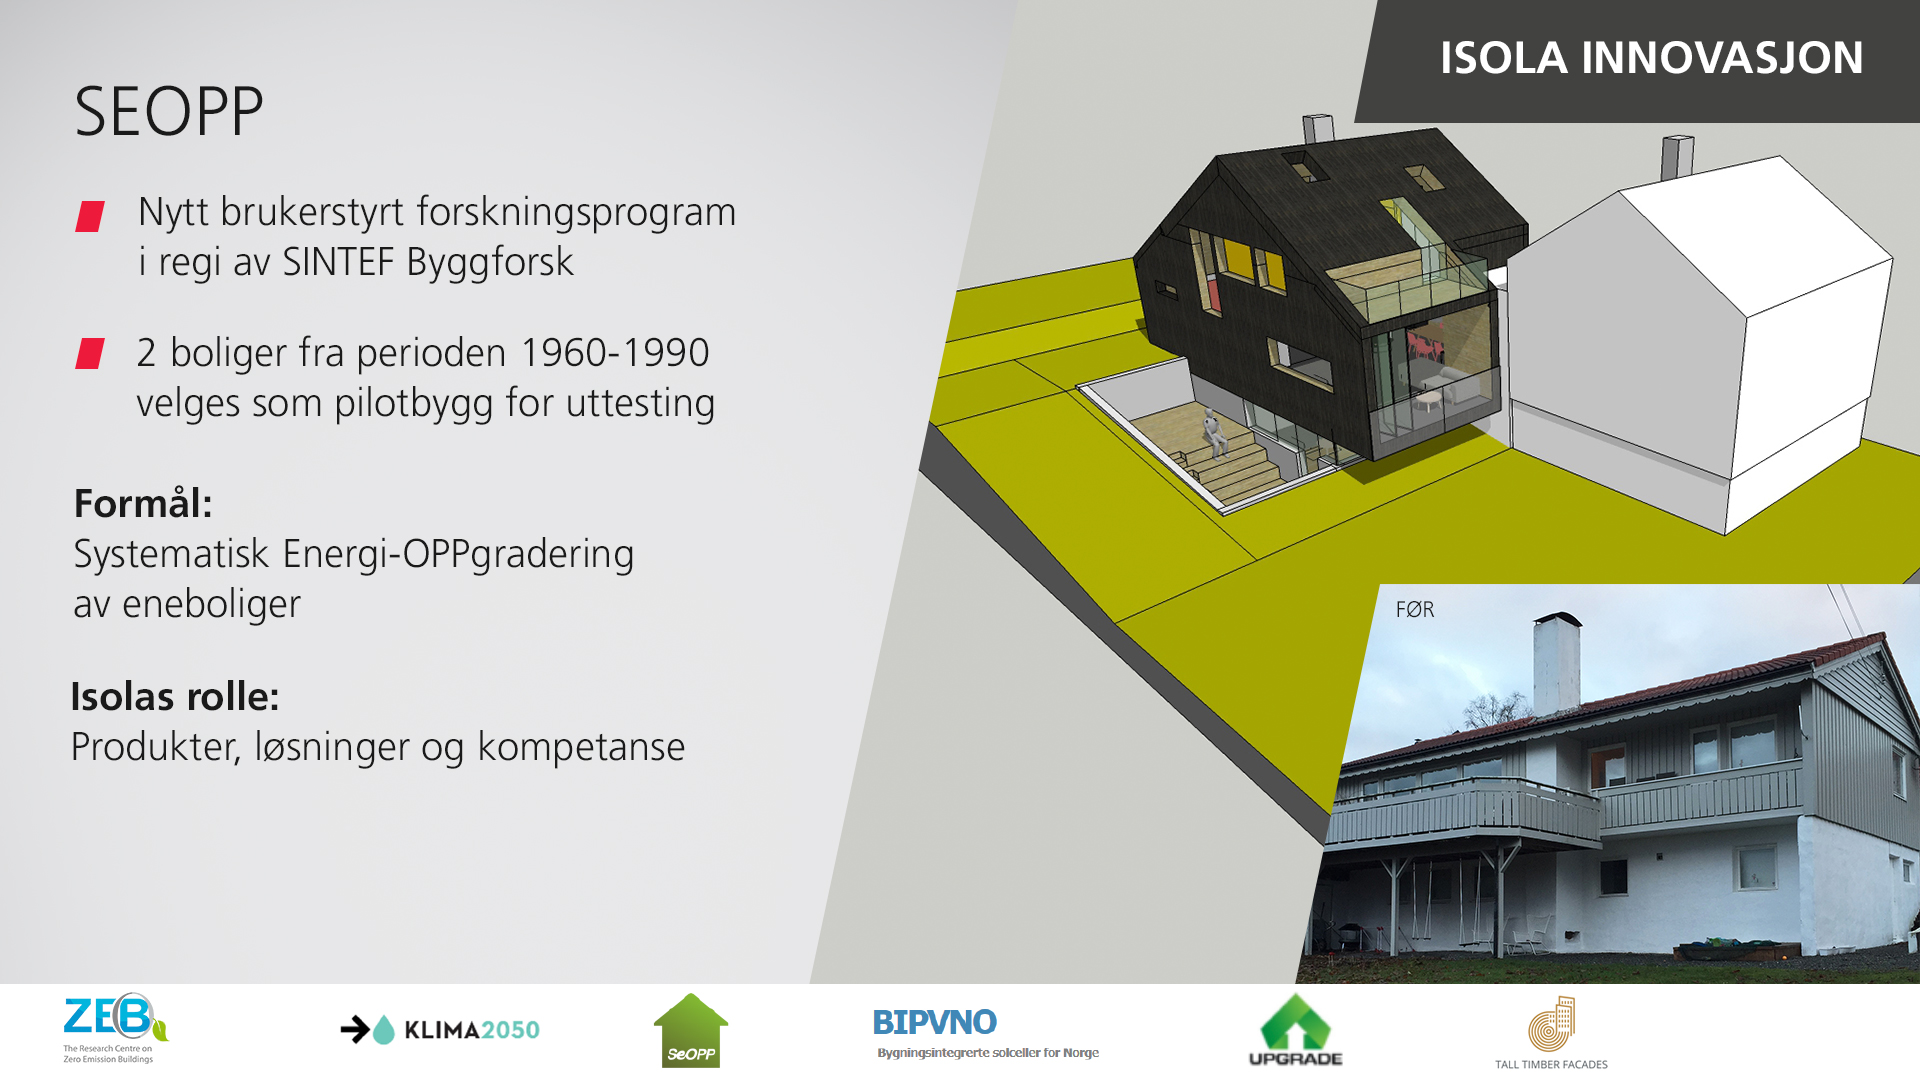 ISOLA INNOVASJON
SEOPP
Nytt brukerstyrt forskningsprogram
i regi av SINTEF Byggforsk
2 boliger fra perioden 1960-1990
velges som pilotbygg for uttesting
Formål:
Systematisk Energi-OPPgradering
av eneboliger
Isolas rolle:
Produkter, løsninger og kompetanse
FØR
ZEB
The Research Centre on
Zero Emission Buildings
KLIMA2050
SeOPP
BIPVNO
Bygningsintegrerte solceller for Norge
UPGRADE
TALL TIMBER FACADES